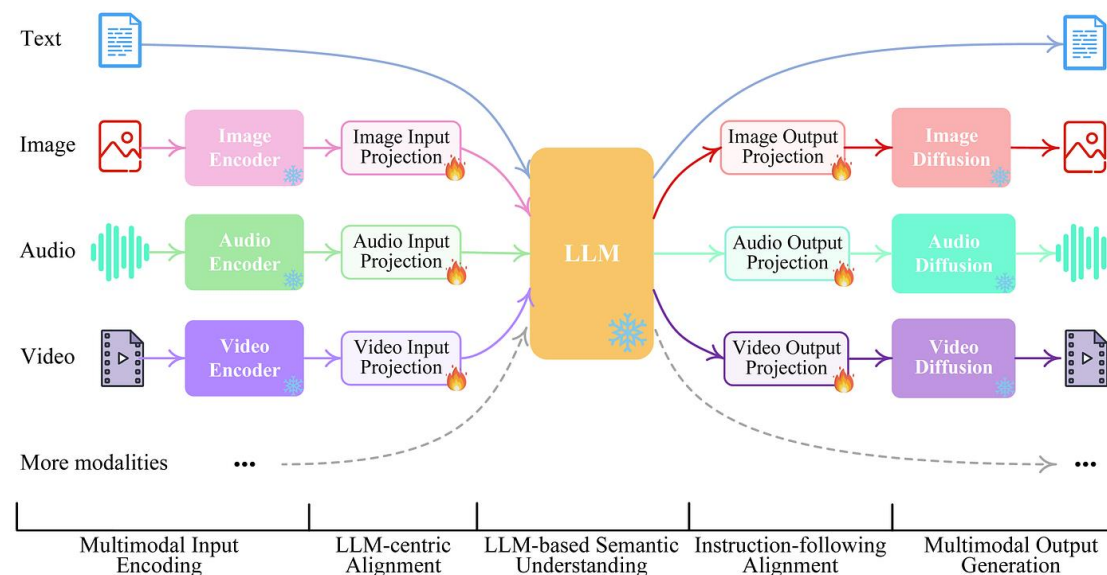 Text
Image
Image
Encoder
Image Input
Projection
Image Output
Projection
Image
Diffusion
Audio
Audio
Encoder
Audio Input
Projection
LLM
Audio Output
Projection
Audio
Diffusion
Video
Video
Encoder
Video Input
Projection
Video Output
Projection
Video
Diffusion
More modalities
...
...
Multimodal Input
Encoding
LLM-centric
Alignment
LLM-based Semantic
Understanding
Instruction-following
Alignment
Multimodal Output
Generation